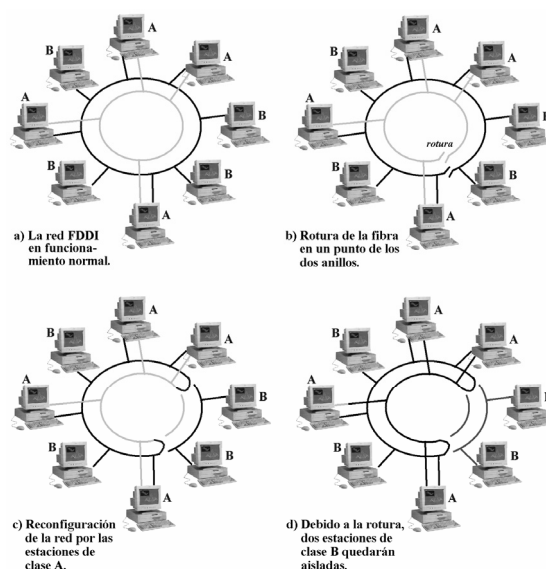 A
B
A
A
B
B
B
A
a) La red FDDI
en funciona-
miento normal.
A
B
A
A
B
rotura
B
B
A
b) Rotura de la fibra
en un punto de los
dos anillos.
A
B
A
A
B
B
B
A
c) Reconfiguración
de la red por las
estaciones de
clase A.
A
B
A
A
B
B
B
A
d) Debido a la rotura,
dos estaciones de
clase B quedarán
aisladas.